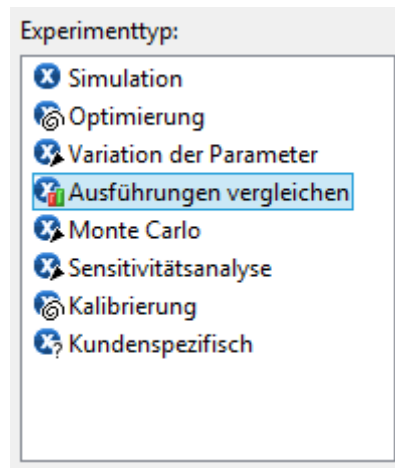 Experimenttyp:
Simulation
Optimierung
Variation der Parameter
Ausführungen vergleichen
Monte Carlo
Sensitivitätsanalyse
Kalibrierung
Kundenspezifisch